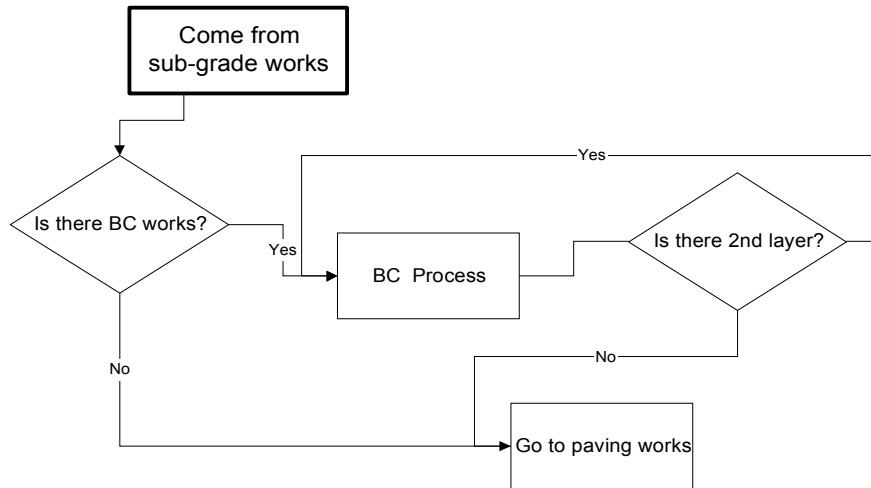 Come from
sub-grade works
Yes
Is there BC works?
Is there 2nd layer?
Yes
BC Process
No
No
Go to paving works